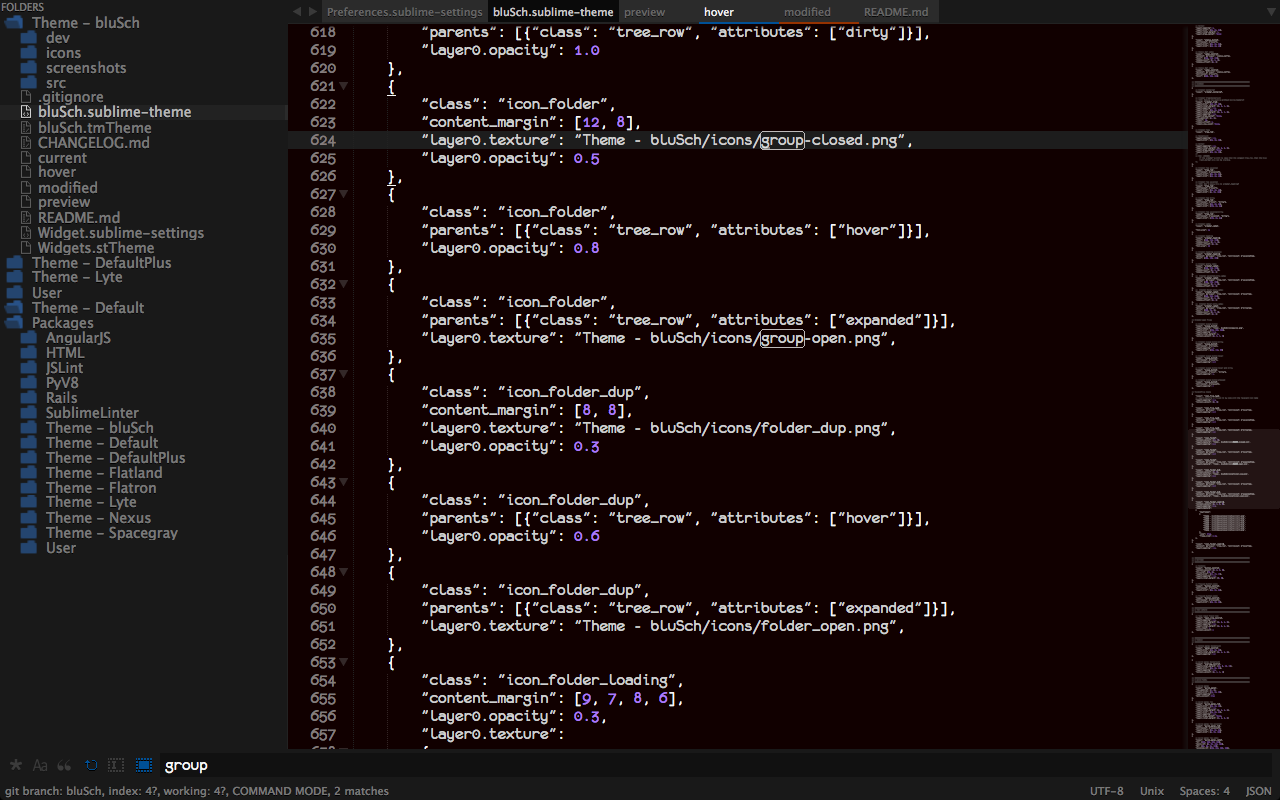 FOLDERS
Theme - bluSch
dev
icons
screenshots
src
.gitignore
bluSch.sublime-theme
bluSch.tmTheme
CHANGELOG.md
current
hover
modified
preview
README.md
Widget.sublime-settings
Widgets.stTheme
Theme - DefaultPlus
Theme - Lyte
User
Theme - Default
Packages
AngularJS
HTML
JSLint
PyV8
Rails
SublimeLinter
Theme - bluSch
Theme - Default
Theme - DefaultPlus
Theme - Flatland
Theme - Flatron
Theme - Lyte
Theme - Nexus
Theme - Spacegray
User
Preferences.sublime-settings bluSch.sublime-theme preview hover modified README.md
618 "parents": [{"class": "tree_row", "attributes": ["dirty"]}],
619 "layer0.opacity": 1.0
620 },
621 {
622 "class": "icon_folder",
623 "content_margin": [12, 8],
624 "layer0.texture": "Theme - bluSch/icons/group-closed.png",
625 "layer0.opacity": 0.5
626 },
627 {
628 "class": "icon_folder",
629 "parents": [{"class": "tree_row", "attributes": ["hover"]}],
630 "layer0.opacity": 0.8
631 },
632 {
633 "class": "icon_folder",
634 "parents": [{"class": "tree_row", "attributes": ["expanded"]}],
635 "layer0.texture": "Theme - bluSch/icons/group-open.png",
636 },
637 {
638 "class": "icon_folder_dup",
639 "content_margin": [8, 8],
640 "layer0.texture": "Theme - bluSch/icons/folder_dup.png",
641 "layer0.opacity": 0.3
642 },
643 {
644 "class": "icon_folder_dup",
645 "parents": [{"class": "tree_row", "attributes": ["hover"]}],
646 "layer0.opacity": 0.6
647 },
648 {
649 "class": "icon_folder_dup",
650 "parents": [{"class": "tree_row", "attributes": ["expanded"]}],
651 "layer0.texture": "Theme - bluSch/icons/folder_open.png",
652 },
653 {
654 "class": "icon_folder_loading",
655 "content_margin": [9, 7, 8, 6],
656 "layer0.opacity": 0.3,
657 "layer0.texture":
Aa group
git branch: bluSch, index: 4?, working: 4?, COMMAND MODE, 2 matches UTF-8 Unix Spaces: 4 JSON